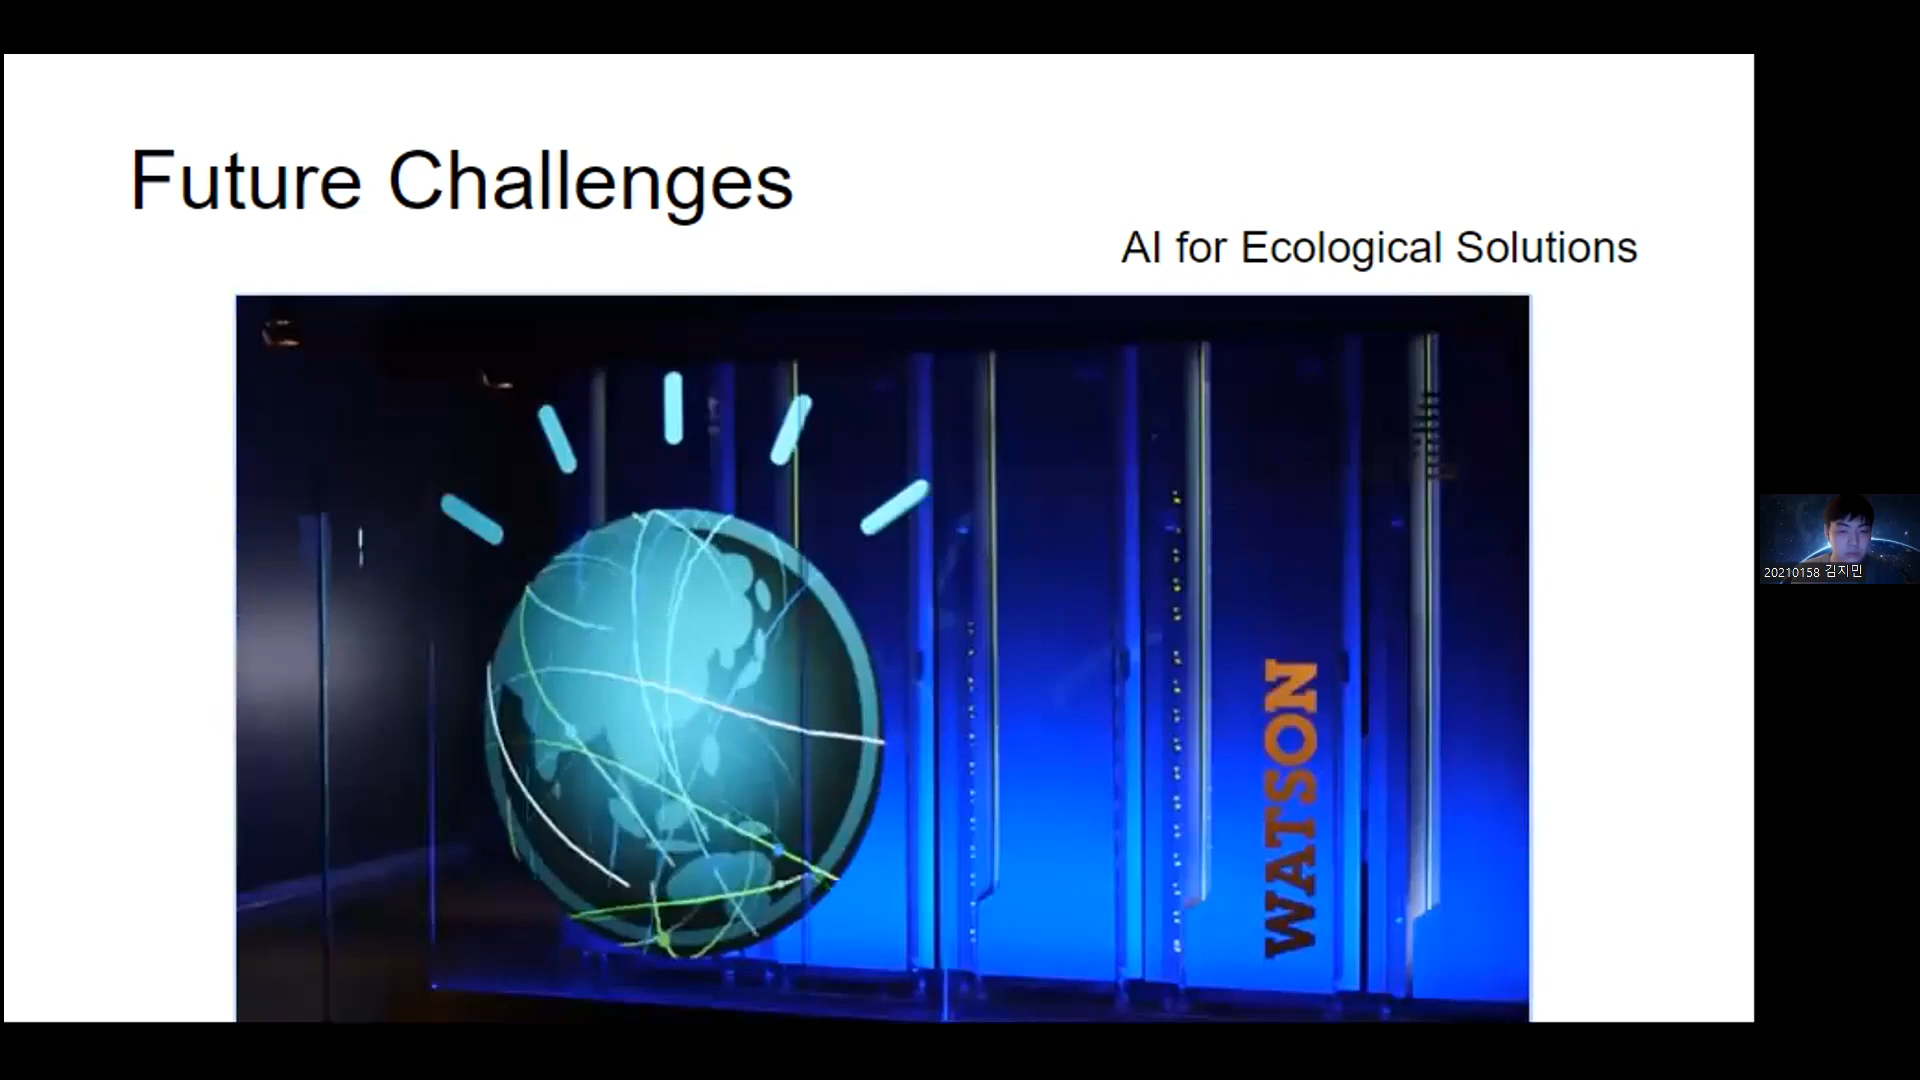 Future Challenges
AI for Ecological Solutions
WATSON
20210158 김지민